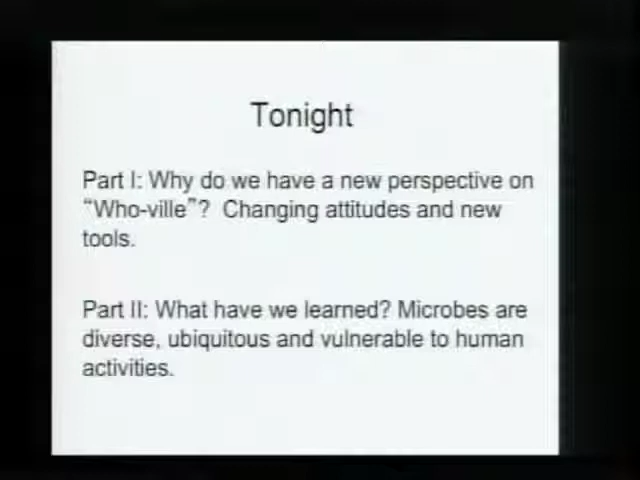 Tonight
Part I: Why do we have a new perspective on
“Who-ville”? Changing attitudes and new
tools.
Part II: What have we learned? Microbes are
diverse, ubiquitous and vulnerable to human
activities.